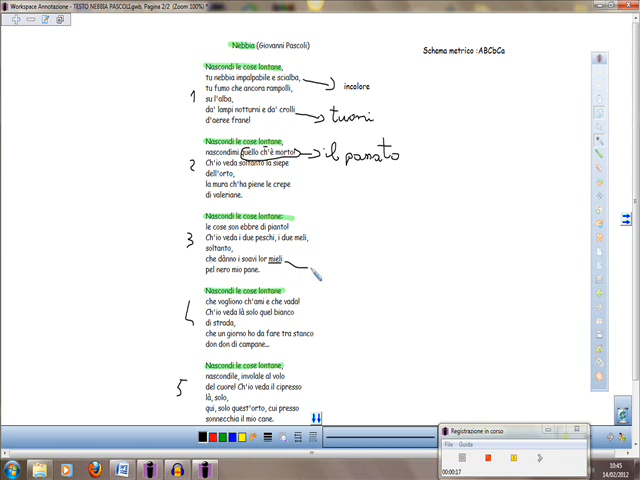 Workspace Annotazione - TESTO NEBBIA PASCOLI.gwb, Pagina 2/2 (Zoom 100%) *
Nebbia (Giovanni Pascoli)
Schema metrico :ABCbCa
Nascondi le cose lontane,
tu nebbia impalpabile e scialba,
tu fumo che ancora rampolli,
incolore
1
su l'alba,
da' lampi notturni e da' crolli
tuoni
d'aeree frane!
Nascondi le cose lontane,
nascondimi quello ch'è morto!
il passato
2
Ch'io veda soltanto la siepe
dell'orto,
la mura ch'ha piene le crepe
di valeriane.
Nascondi le cose lontane:
le cose son ebbre di pianto!
3
Ch'io veda i due peschi, i due meli,
soltanto,
che dànno i soavi lor mieli
pel nero mio pane.
Nascondi le cose lontane
che vogliono ch'ami e che vada!
4
Ch'io veda là solo quel bianco
di strada,
che un giorno ho da fare tra stanco
don don di campane...
Nascondi le cose lontane,
nascondile, involale al volo
5
del cuore! Ch'io veda il cipresso
là, solo,
qui, solo quest'orto, cui presso
sonnecchia il mio cane.
Registrazione in corso
File Guida
00:00:17
10:45
14/02/2012